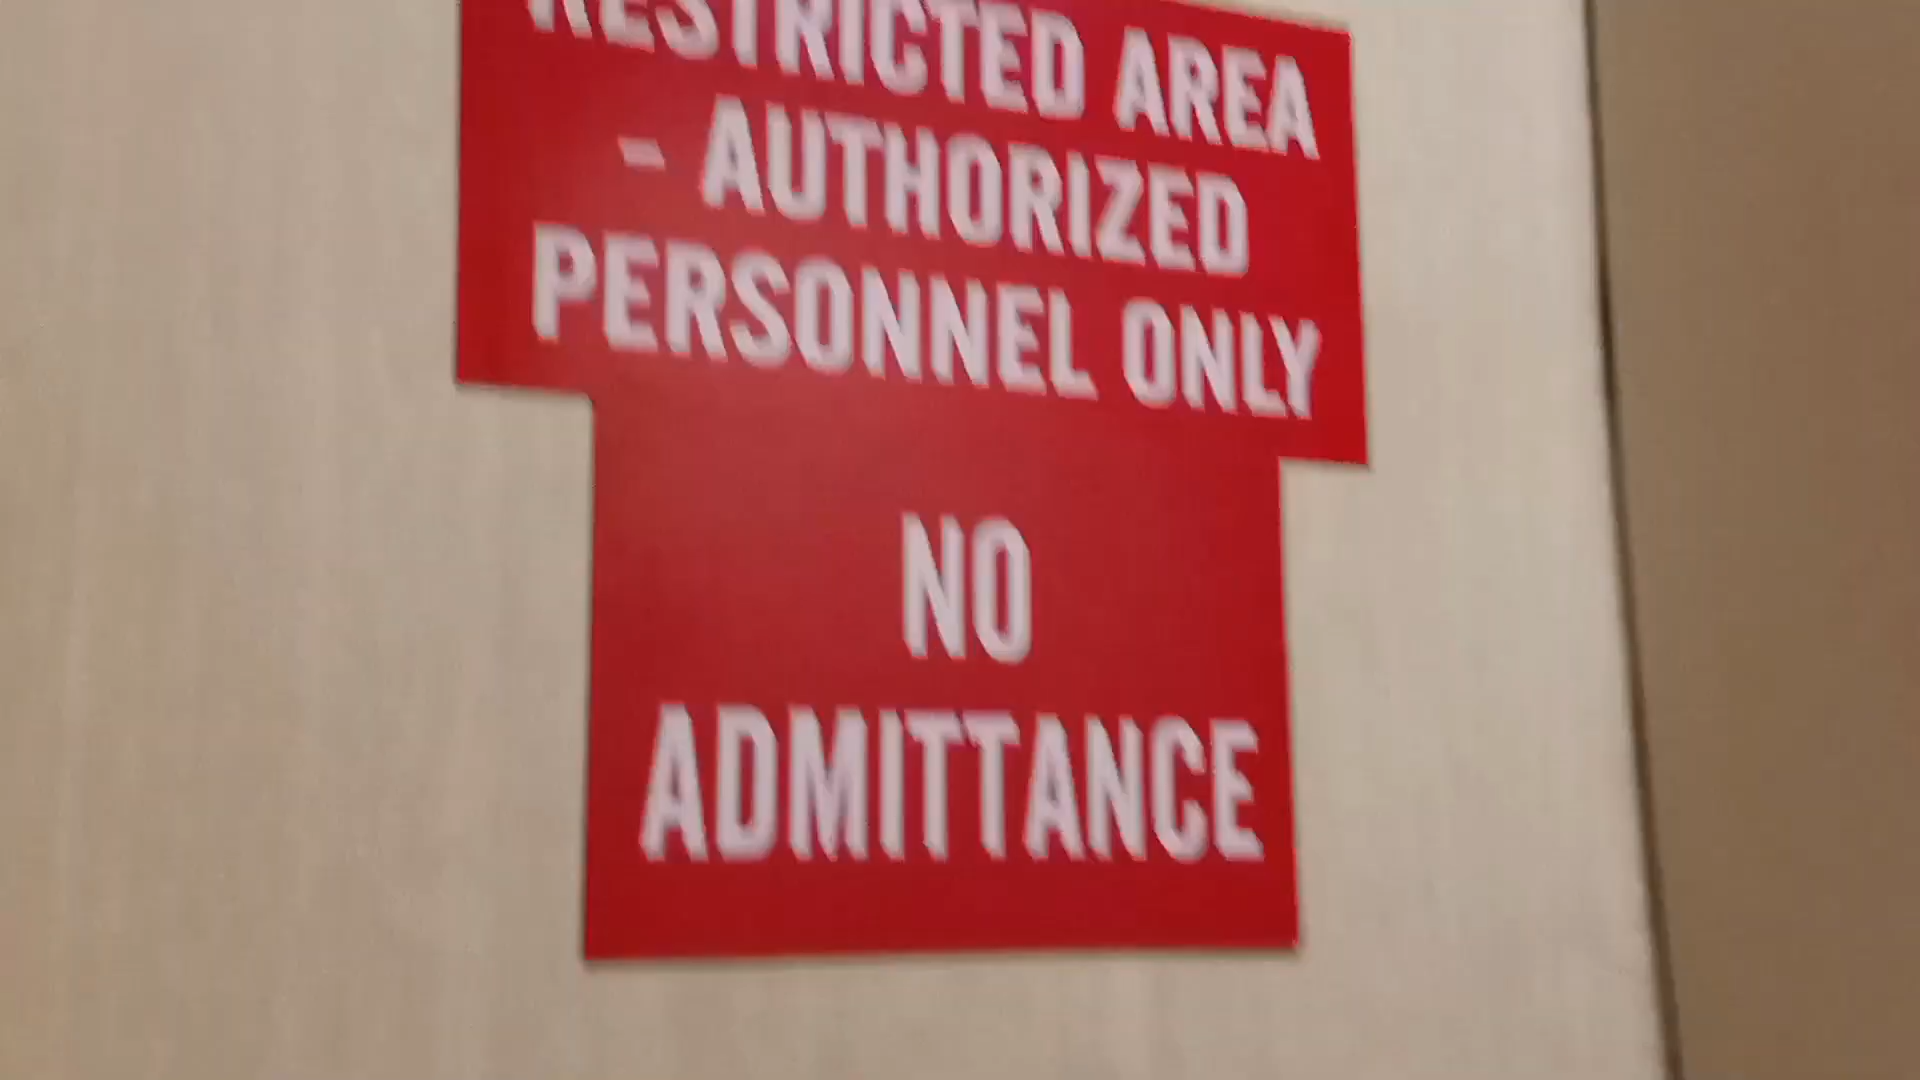 RESTRICTED AREA
- AUTHORIZED
PERSONNEL ONLY
NO
ADMITTANCE